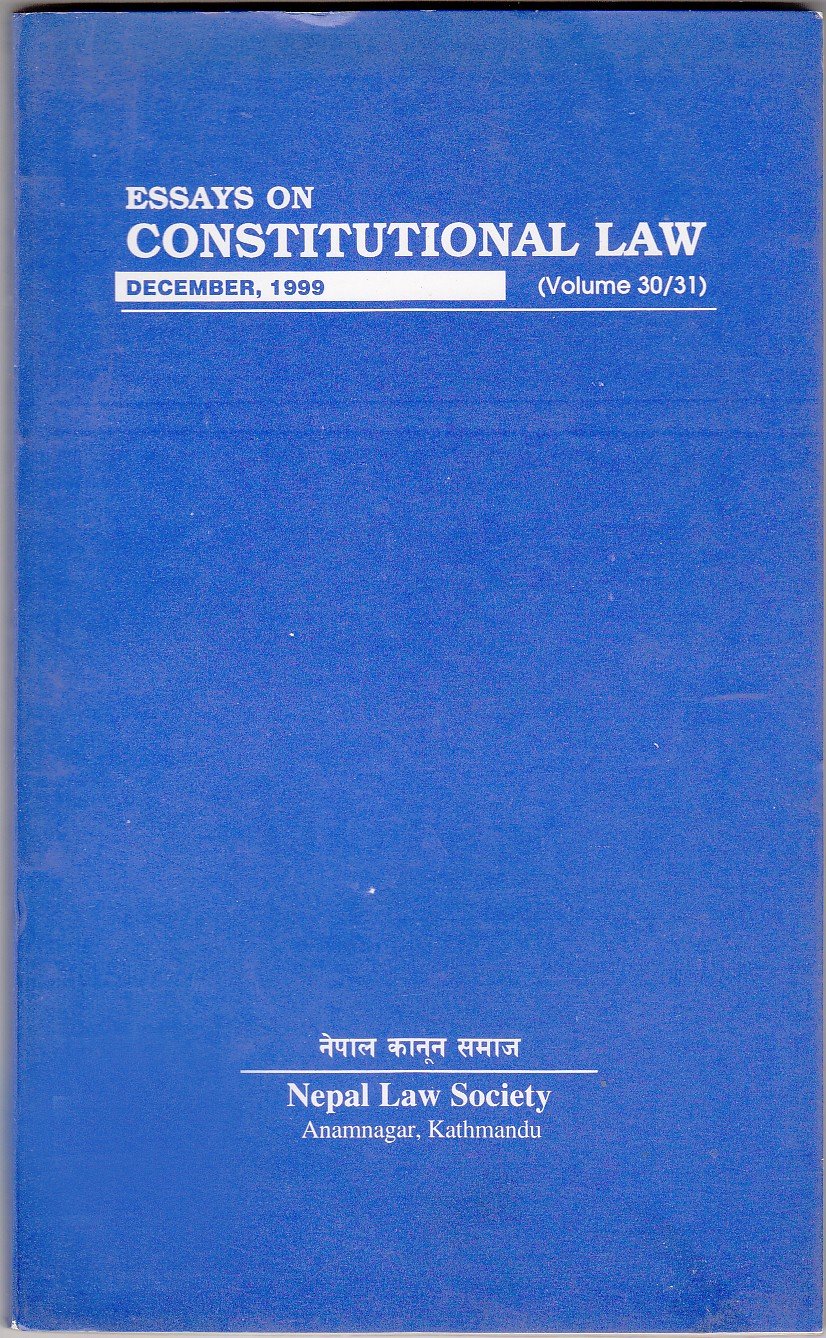 ESSAYS ON
CONSTITUTIONAL LAW
DECEMBER, 1999 (Volume 30/31)
नेपाल कानून समाज
Nepal Law Society
Anamnagar, Kathmandu